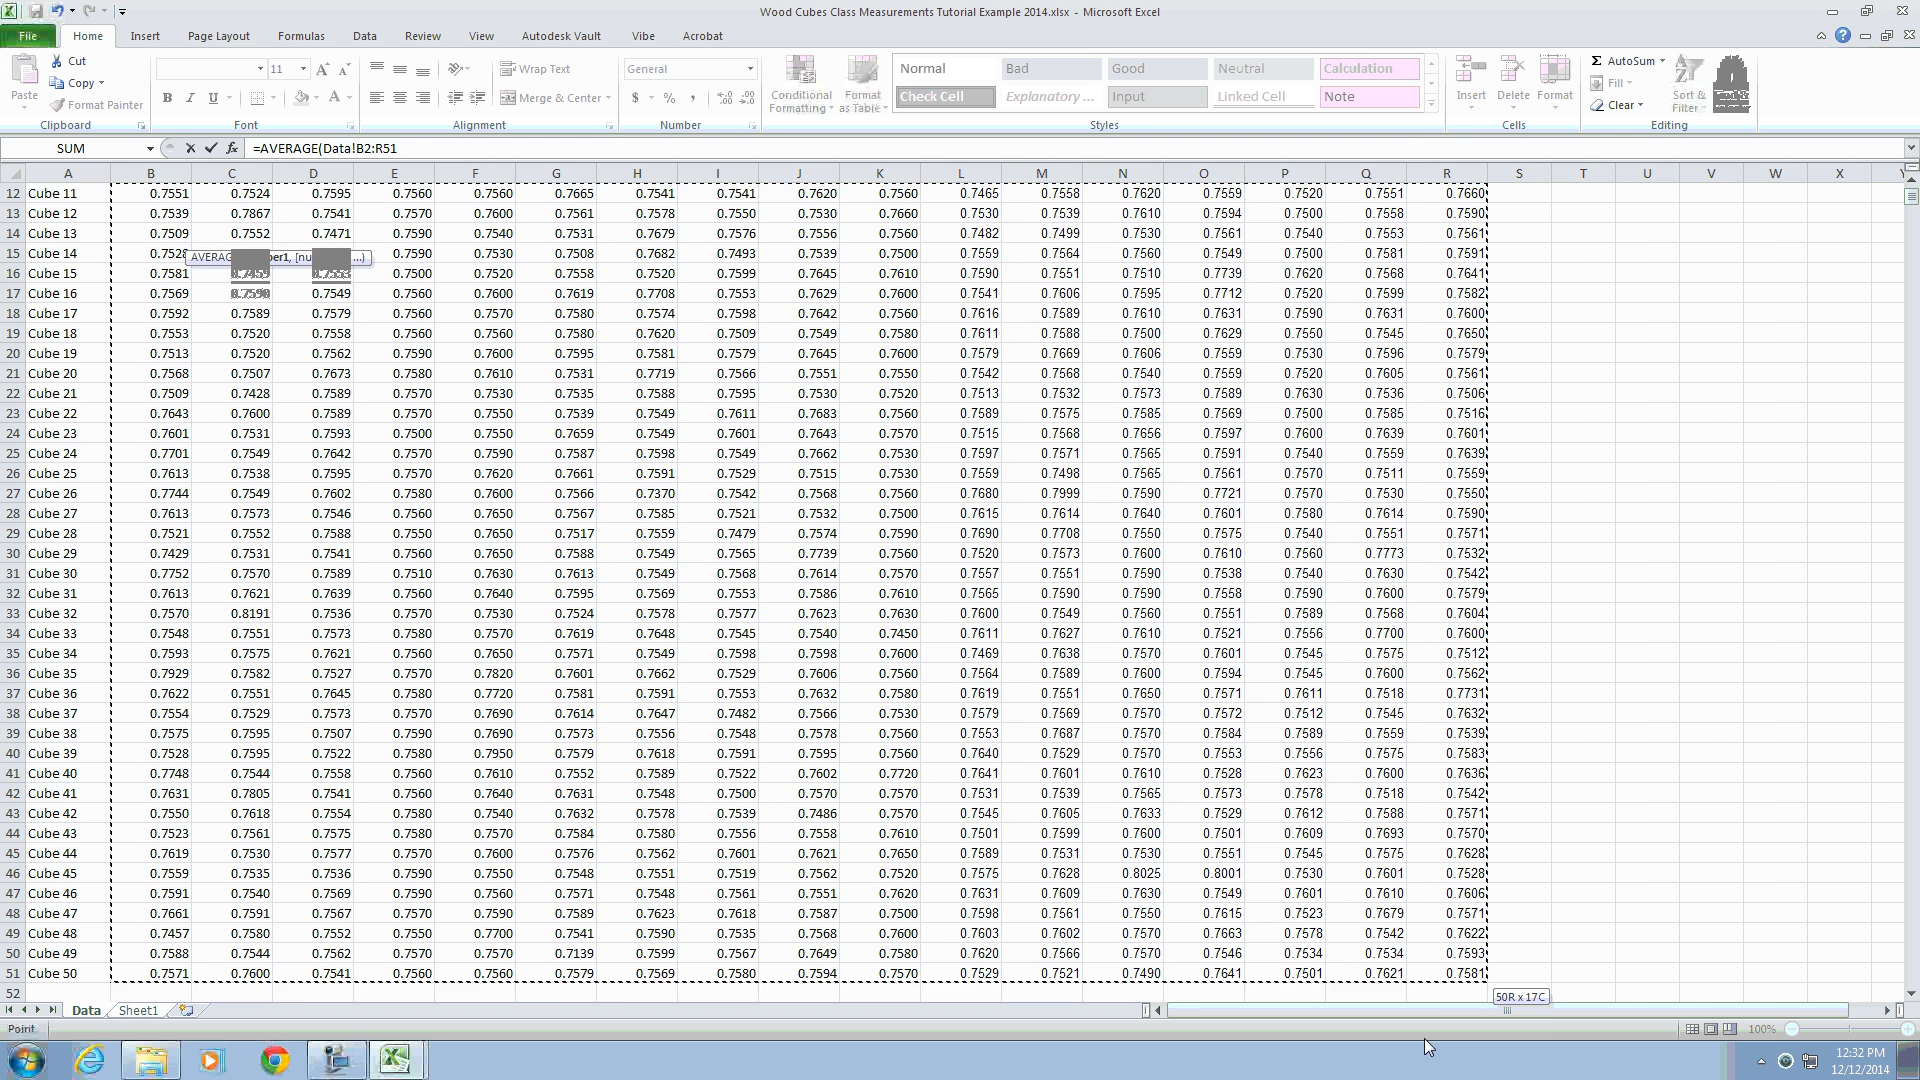 Wood Cubes Class Measurements Tutorial Example 2014.xlsx - Microsoft Excel
File Home Insert Page Layout Formulas Data Review View Autodesk Vault Vibe Acrobat
Cut
Copy
Format Painter
Paste
Clipboard
11
Font
Wrap Text
Merge & Center
Alignment
General
Number
Conditional Formatting
Format as Table
Normal Bad Good Neutral Calculation
Check Cell Explanatory ... Input Linked Cell Note
Styles
Insert Delete Format
Cells
AutoSum
Fill
Clear
Sort & Filter
Editing
SUM =AVERAGE(Data!B2:R51
A B C D E F G H I J K L M N O P Q R S T U V W X Y
12 Cube 11 0.7551 0.7524 0.7595 0.7560 0.7560 0.7665 0.7541 0.7541 0.7620 0.7560 0.7465 0.7558 0.7620 0.7559 0.7520 0.7551 0.7660
13 Cube 12 0.7539 0.7867 0.7541 0.7570 0.7600 0.7561 0.7578 0.7550 0.7530 0.7660 0.7530 0.7539 0.7610 0.7594 0.7500 0.7558 0.7590
14 Cube 13 0.7509 0.7552 0.7471 0.7590 0.7540 0.7531 0.7679 0.7576 0.7556 0.7560 0.7482 0.7499 0.7530 0.7561 0.7540 0.7553 0.7561
15 Cube 14 0.7528 0.7590 0.7530 0.7508 0.7682 0.7493 0.7539 0.7500 0.7559 0.7564 0.7560 0.7549 0.7500 0.7581 0.7591
16 Cube 15 0.7581 0.7500 0.7520 0.7558 0.7520 0.7599 0.7645 0.7610 0.7590 0.7551 0.7510 0.7739 0.7620 0.7568 0.7641
17 Cube 16 0.7569 0.7590 0.7549 0.7560 0.7600 0.7619 0.7708 0.7553 0.7629 0.7600 0.7541 0.7606 0.7595 0.7712 0.7520 0.7599 0.7582
18 Cube 17 0.7592 0.7589 0.7579 0.7560 0.7570 0.7580 0.7574 0.7598 0.7642 0.7560 0.7616 0.7589 0.7610 0.7631 0.7590 0.7631 0.7600
19 Cube 18 0.7553 0.7520 0.7558 0.7560 0.7560 0.7580 0.7620 0.7509 0.7549 0.7580 0.7611 0.7588 0.7500 0.7629 0.7550 0.7545 0.7650
20 Cube 19 0.7513 0.7520 0.7562 0.7590 0.7600 0.7595 0.7581 0.7579 0.7645 0.7600 0.7579 0.7669 0.7606 0.7559 0.7530 0.7596 0.7579
21 Cube 20 0.7568 0.7507 0.7673 0.7580 0.7610 0.7531 0.7719 0.7566 0.7551 0.7550 0.7542 0.7568 0.7540 0.7559 0.7520 0.7605 0.7561
22 Cube 21 0.7509 0.7428 0.7589 0.7570 0.7530 0.7535 0.7588 0.7595 0.7530 0.7520 0.7513 0.7532 0.7573 0.7589 0.7630 0.7536 0.7506
23 Cube 22 0.7643 0.7600 0.7589 0.7570 0.7550 0.7539 0.7549 0.7611 0.7683 0.7560 0.7589 0.7575 0.7585 0.7569 0.7500 0.7585 0.7516
24 Cube 23 0.7601 0.7531 0.7593 0.7500 0.7550 0.7659 0.7549 0.7601 0.7643 0.7570 0.7515 0.7568 0.7656 0.7597 0.7600 0.7639 0.7601
25 Cube 24 0.7701 0.7549 0.7642 0.7570 0.7590 0.7587 0.7598 0.7549 0.7662 0.7530 0.7597 0.7571 0.7565 0.7591 0.7540 0.7559 0.7639
26 Cube 25 0.7613 0.7538 0.7595 0.7570 0.7620 0.7661 0.7591 0.7529 0.7515 0.7530 0.7559 0.7498 0.7565 0.7561 0.7570 0.7511 0.7559
27 Cube 26 0.7744 0.7549 0.7602 0.7580 0.7600 0.7566 0.7370 0.7542 0.7568 0.7560 0.7680 0.7999 0.7590 0.7721 0.7570 0.7530 0.7550
28 Cube 27 0.7613 0.7573 0.7546 0.7560 0.7650 0.7567 0.7585 0.7521 0.7532 0.7500 0.7615 0.7614 0.7640 0.7601 0.7580 0.7614 0.7590
29 Cube 28 0.7521 0.7552 0.7588 0.7550 0.7650 0.7517 0.7559 0.7479 0.7574 0.7590 0.7690 0.7708 0.7550 0.7575 0.7540 0.7551 0.7571
30 Cube 29 0.7429 0.7531 0.7541 0.7560 0.7560 0.7588 0.7549 0.7565 0.7739 0.7560 0.7520 0.7573 0.7600 0.7610 0.7560 0.7773 0.7532
31 Cube 30 0.7752 0.7570 0.7589 0.7510 0.7630 0.7613 0.7549 0.7568 0.7614 0.7570 0.7557 0.7551 0.7590 0.7538 0.7540 0.7630 0.7542
32 Cube 31 0.7613 0.7621 0.7639 0.7560 0.7640 0.7595 0.7569 0.7553 0.7586 0.7610 0.7565 0.7590 0.7590 0.7558 0.7590 0.7600 0.7579
33 Cube 32 0.7570 0.8191 0.7536 0.7570 0.7530 0.7524 0.7578 0.7577 0.7623 0.7630 0.7600 0.7549 0.7560 0.7551 0.7589 0.7568 0.7604
34 Cube 33 0.7548 0.7551 0.7573 0.7580 0.7570 0.7619 0.7648 0.7545 0.7540 0.7450 0.7611 0.7627 0.7610 0.7521 0.7556 0.7700 0.7600
35 Cube 34 0.7593 0.7575 0.7621 0.7560 0.7650 0.7571 0.7549 0.7598 0.7598 0.7600 0.7469 0.7638 0.7570 0.7601 0.7545 0.7575 0.7512
36 Cube 35 0.7929 0.7582 0.7527 0.7570 0.7820 0.7601 0.7662 0.7529 0.7606 0.7560 0.7564 0.7589 0.7600 0.7594 0.7545 0.7600 0.7562
37 Cube 36 0.7622 0.7551 0.7645 0.7580 0.7720 0.7581 0.7591 0.7553 0.7632 0.7580 0.7619 0.7551 0.7650 0.7571 0.7611 0.7518 0.7731
38 Cube 37 0.7554 0.7529 0.7573 0.7570 0.7690 0.7614 0.7647 0.7482 0.7566 0.7530 0.7579 0.7569 0.7570 0.7572 0.7512 0.7545 0.7632
39 Cube 38 0.7575 0.7595 0.7507 0.7590 0.7690 0.7573 0.7556 0.7548 0.7578 0.7560 0.7553 0.7687 0.7570 0.7584 0.7589 0.7559 0.7539
40 Cube 39 0.7528 0.7595 0.7522 0.7580 0.7950 0.7579 0.7618 0.7591 0.7595 0.7560 0.7640 0.7529 0.7570 0.7553 0.7556 0.7575 0.7583
41 Cube 40 0.7748 0.7544 0.7558 0.7560 0.7610 0.7552 0.7589 0.7522 0.7602 0.7720 0.7641 0.7601 0.7610 0.7528 0.7623 0.7600 0.7636
42 Cube 41 0.7631 0.7805 0.7541 0.7560 0.7640 0.7631 0.7548 0.7500 0.7570 0.7570 0.7531 0.7539 0.7565 0.7573 0.7578 0.7518 0.7542
43 Cube 42 0.7550 0.7618 0.7554 0.7580 0.7540 0.7632 0.7578 0.7539 0.7486 0.7570 0.7545 0.7605 0.7633 0.7529 0.7612 0.7588 0.7571
44 Cube 43 0.7523 0.7561 0.7575 0.7580 0.7570 0.7584 0.7580 0.7556 0.7558 0.7610 0.7501 0.7599 0.7600 0.7501 0.7609 0.7693 0.7570
45 Cube 44 0.7619 0.7530 0.7577 0.7570 0.7600 0.7576 0.7562 0.7601 0.7621 0.7650 0.7589 0.7531 0.7530 0.7551 0.7545 0.7575 0.7628
46 Cube 45 0.7559 0.7535 0.7536 0.7590 0.7550 0.7548 0.7551 0.7519 0.7562 0.7520 0.7575 0.7628 0.8025 0.8001 0.7530 0.7601 0.7528
47 Cube 46 0.7591 0.7540 0.7569 0.7590 0.7560 0.7571 0.7548 0.7561 0.7551 0.7620 0.7631 0.7609 0.7630 0.7549 0.7601 0.7610 0.7606
48 Cube 47 0.7661 0.7591 0.7567 0.7570 0.7590 0.7589 0.7623 0.7618 0.7587 0.7500 0.7598 0.7561 0.7550 0.7615 0.7523 0.7679 0.7571
49 Cube 48 0.7457 0.7580 0.7552 0.7550 0.7700 0.7541 0.7590 0.7535 0.7568 0.7600 0.7603 0.7602 0.7570 0.7663 0.7578 0.7542 0.7622
50 Cube 49 0.7588 0.7544 0.7562 0.7570 0.7570 0.7139 0.7599 0.7567 0.7649 0.7580 0.7620 0.7566 0.7570 0.7546 0.7534 0.7534 0.7593
51 Cube 50 0.7571 0.7600 0.7541 0.7560 0.7560 0.7579 0.7569 0.7580 0.7594 0.7570 0.7529 0.7521 0.7490 0.7641 0.7501 0.7621 0.7581
52
50R x 17C
Data Sheet1
Point 100%
12:32 PM
12/12/2014